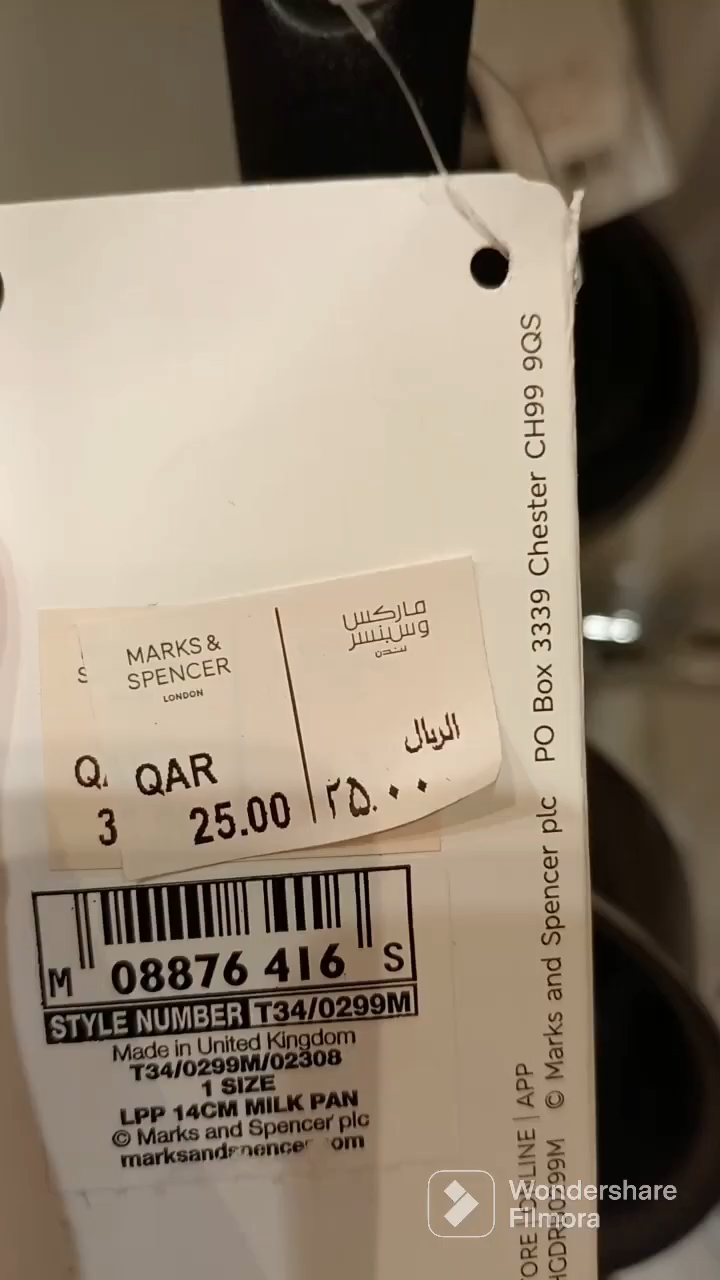 MARKS &
SPENCER
LONDON
QAR
25.00
ماركس
وسبنسر
لندن
الريال
٢٥.٠٠
S
Q.
3
M 08876 416 S
STYLE NUMBER T34/0299M
Made in United Kingdom
T34/0299M/02308
1 SIZE
LPP 14CM MILK PAN
© Marks and Spencer plc
© Marks and Spencer plc PO Box 3339 Chester CH99 9QS
LINE | APP
Wondershare
Filmora